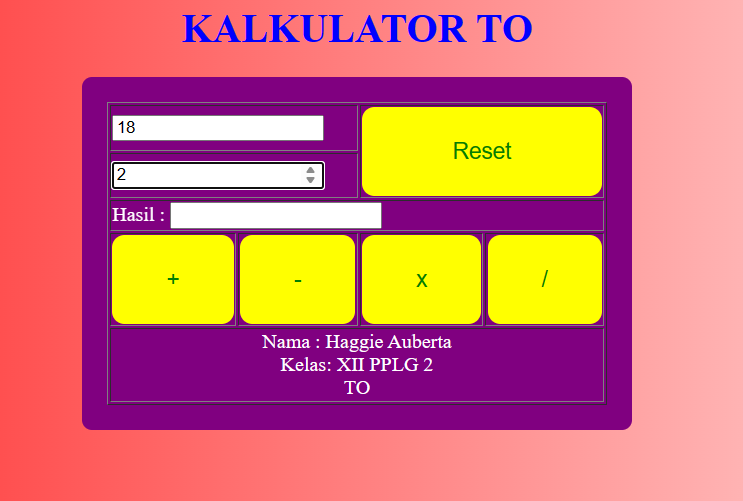 KALKULATOR TO
18
Reset
2
Hasil :
+ - x /
Nama : Haggie Auberta
Kelas: XII PPLG 2
TO